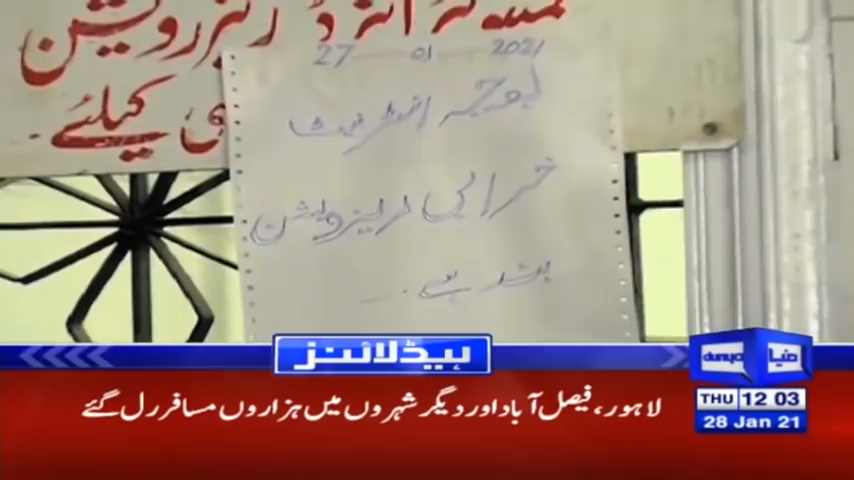 کمپیوٹرائزڈ ریزرویشن
کیلئے
27-01-2021
بوجہ انٹرنیٹ
خرابی ریزرویشن
بند ہے۔
ہیڈلائنز
dunya دنیا
THU 12 03
28 Jan 21
لاہور، فیصل آباد اور دیگر شہروں میں ہزاروں مسافر رل گئے